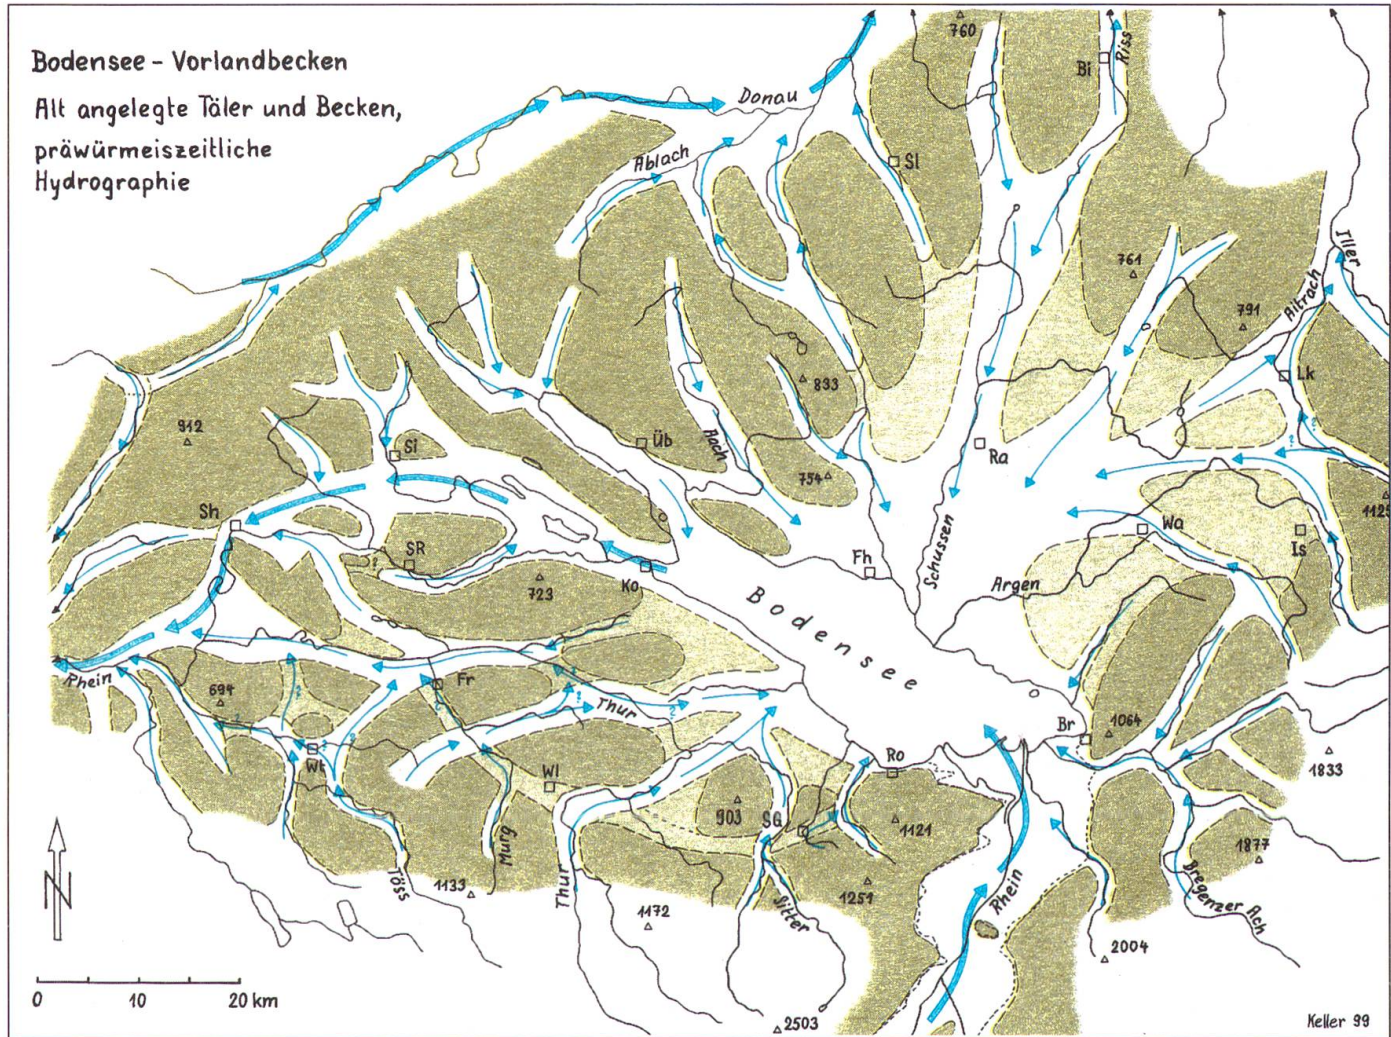 Bodensee - Vorlandbecken
Alt angelegte Täler und Becken,
präwürmeiszeitliche
Hydrographie
760
Bi
Riss
Donau
Ablach
Sl
761
Iller
Aitrach
791
833
Lk
912
Si
Üb
Aach
Ra
754
1125
Sh
SR
Ko
723
Fh
Schussen
Wa
Is
Argen
Bodensee
Rhein
694
Fr
Thur
Br
1064
Wt
Wl
Ro
1833
903
SG
1121
1877
Murg
Töss
1133
Thur
1172
Sitter
1251
Rhein
Bregenzer Ach
2004
N
0 10 20 km
2503
Keller 99